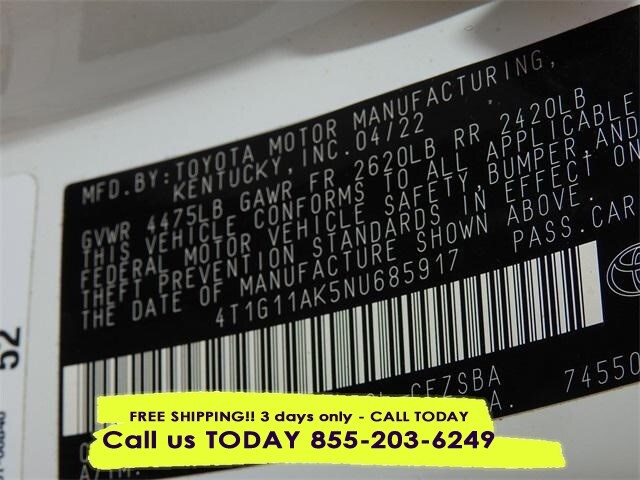 MFD.BY:TOYOTA MOTOR MANUFACTURING,
KENTUCKY,INC.04/22
GVWR 4475LB GAWR FR 2620LB RR 2420LB
THIS VEHICLE CONFORMS TO ALL APPLICABLE
FEDERAL MOTOR VEHICLE SAFETY,BUMPER,AND
THEFT PREVENTION STANDARDS IN EFFECT ON
THE DATE OF MANUFACTURE SHOWN ABOVE.
4T1G11AK5NU685917 PASS.CAR
52
74550
FREE SHIPPING!! 3 days only - CALL TODAY
Call us TODAY 855-203-6249